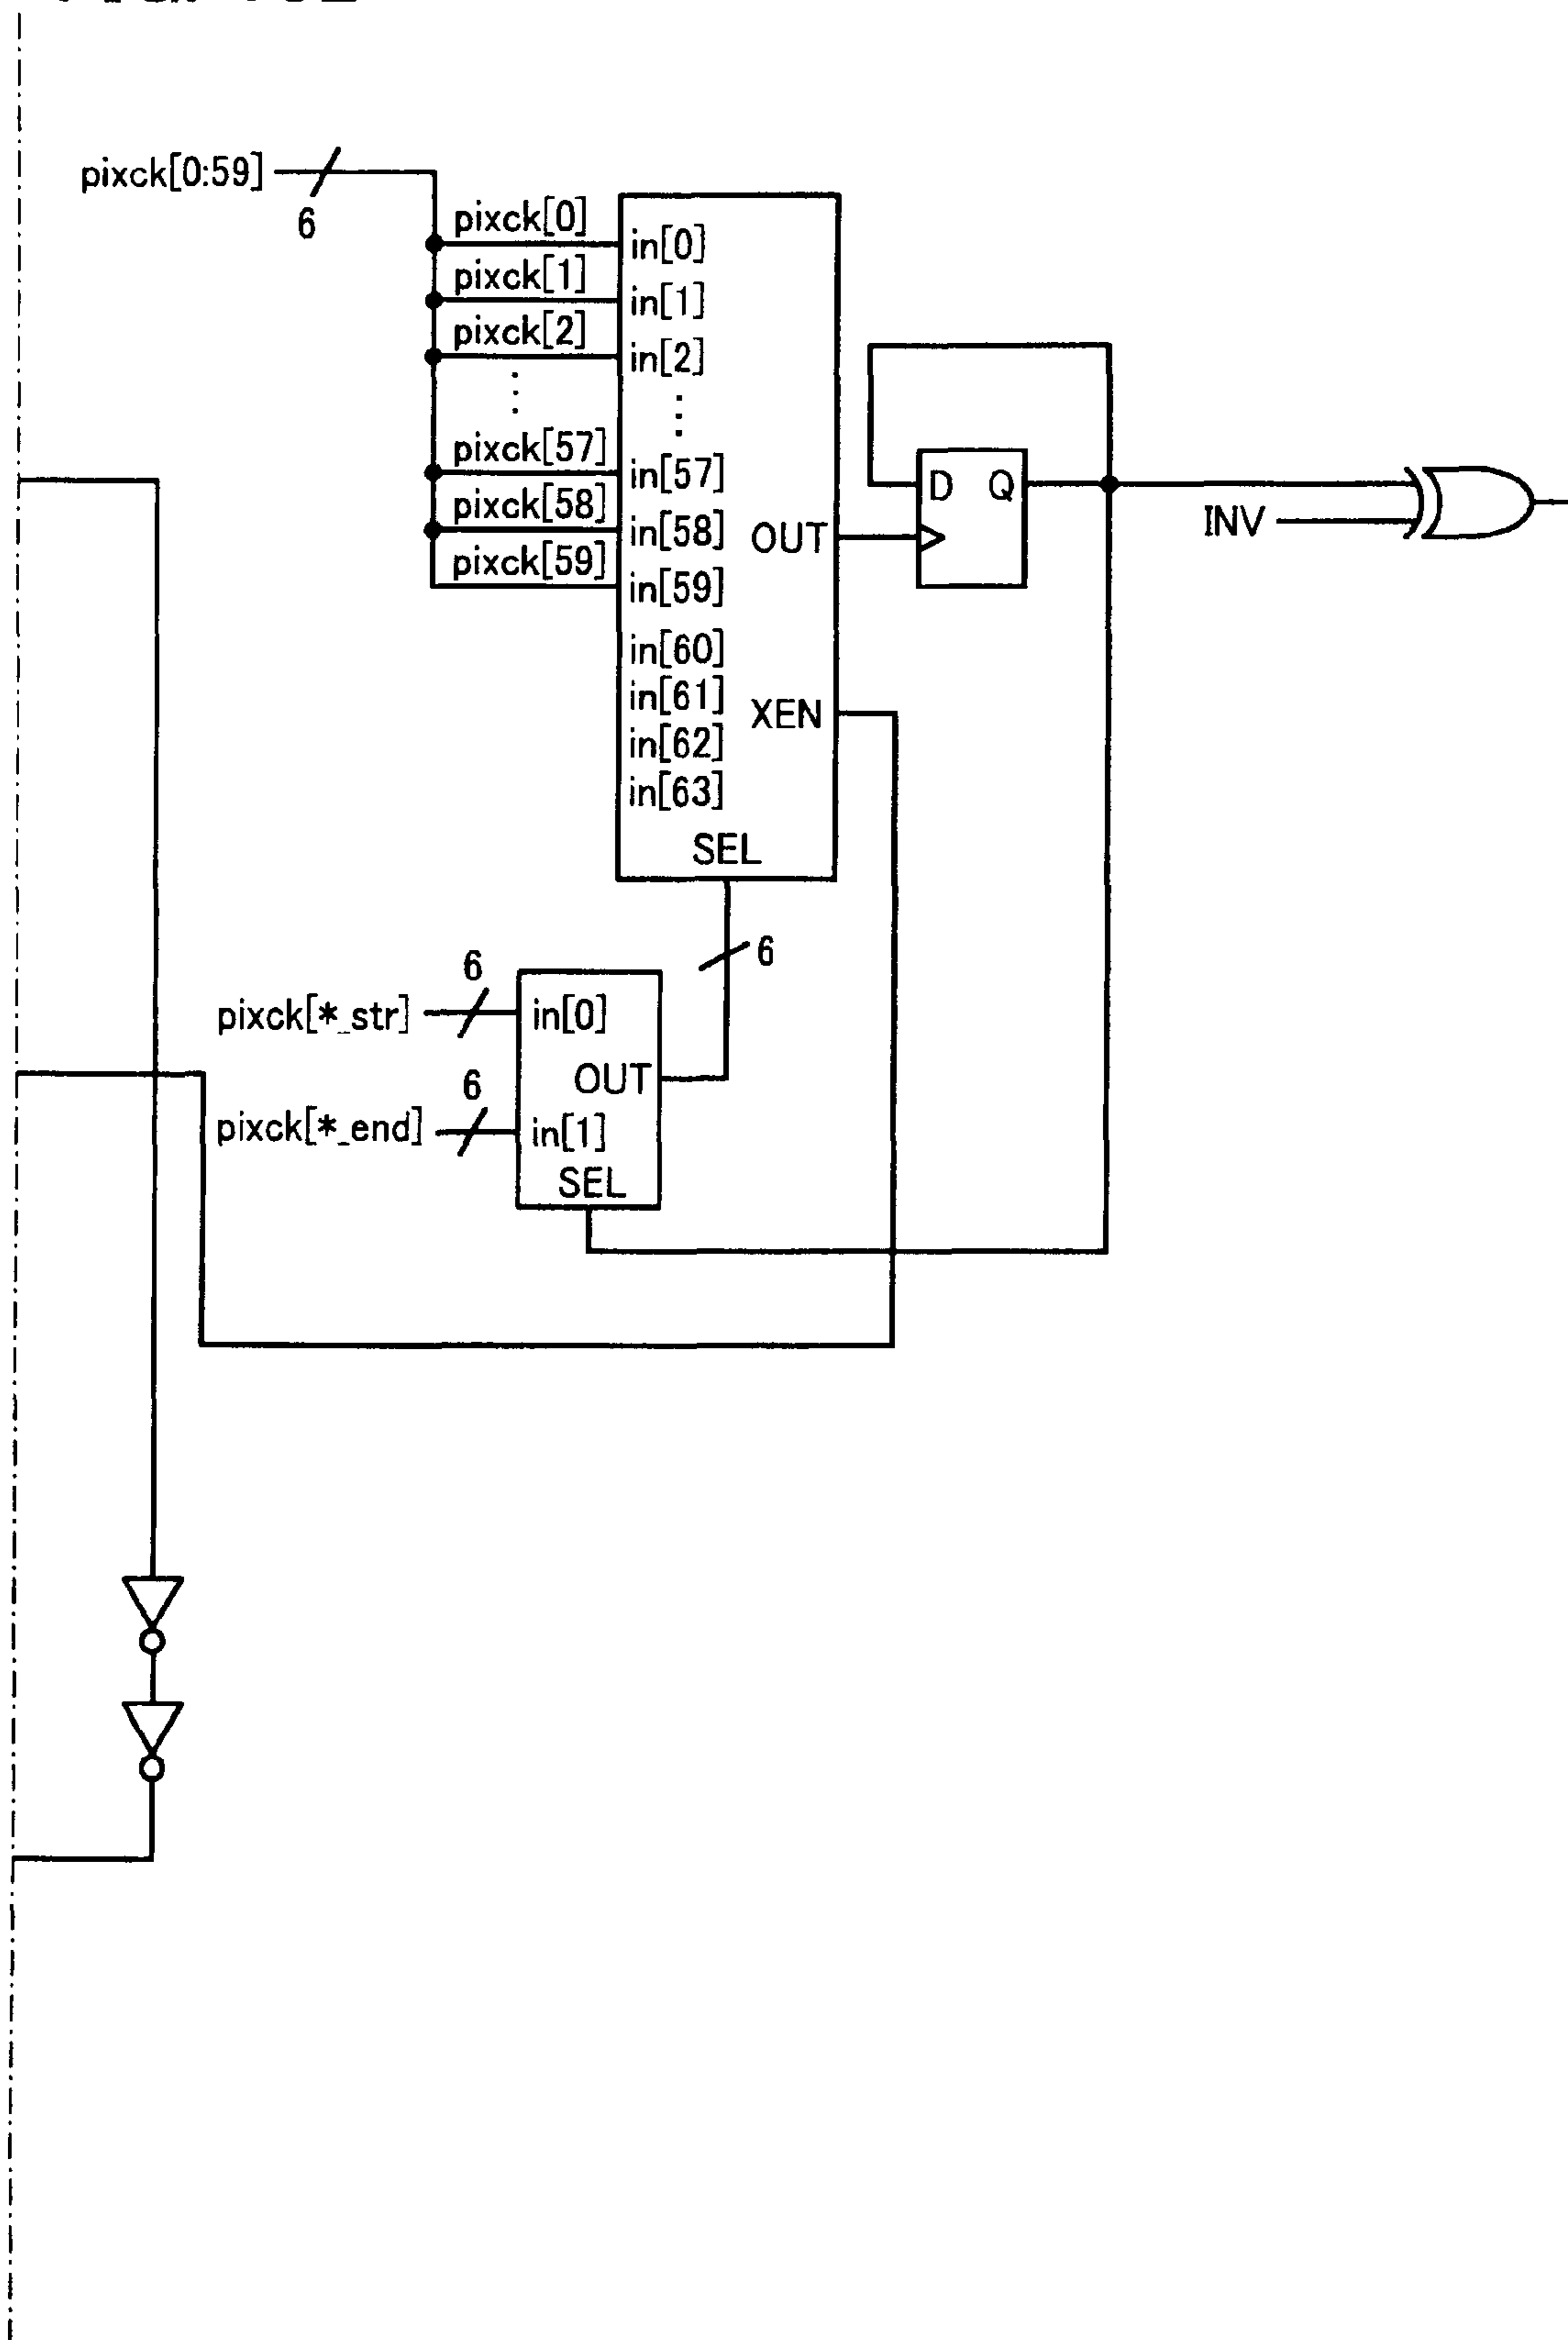 pixck[0:59]
6
pixck[0]
in[0]
pixck[1]
in[1]
pixck[2]
in[2]
pixck[57]
in[57]
pixck[58]
in[58]
pixck[59]
in[59]
in[60]
in[61]
in[62]
in[63]
OUT
XEN
SEL
D Q
INV
6
6
pixck[*_str]
in[0]
OUT
6
pixck[*_end]
in[1]
SEL